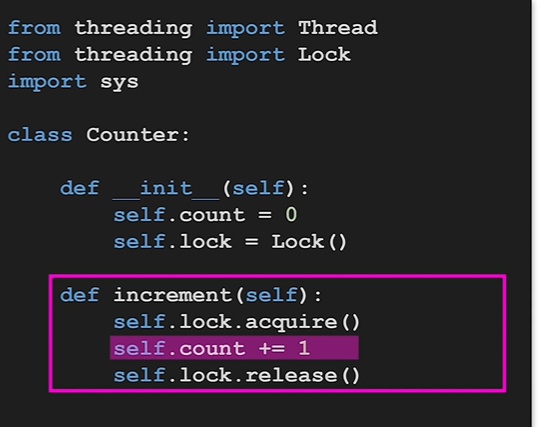 from threading import Thread
from threading import Lock
import sys
class Counter:
    def __init__(self):
        self.count = 0
        self.lock = Lock()
    def increment(self):
        self.lock.acquire()
        self.count += 1
        self.lock.release()